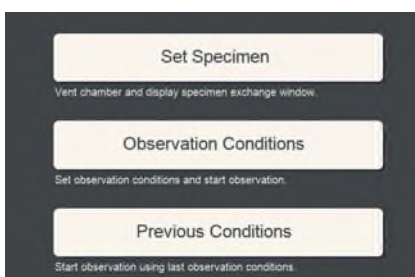 Set Specimen
Vent chamber and display specimen exchange window.
Observation Conditions
Set observation conditions and start observation.
Previous Conditions
Start observation using last observation conditions.